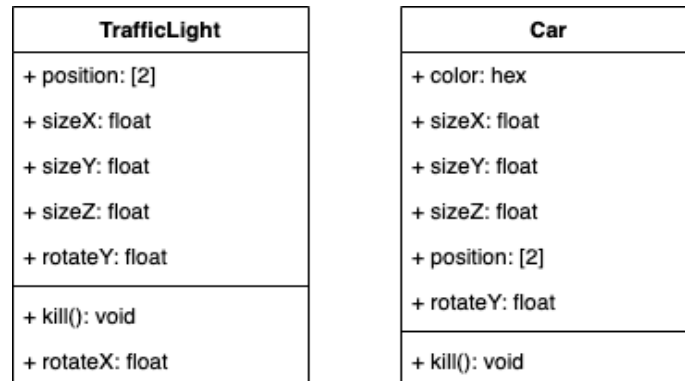 TrafficLight
+ position: [2]
+ sizeX: float
+ sizeY: float
+ sizeZ: float
+ rotateY: float
+ kill(): void
+ rotateX: float
Car
+ color: hex
+ sizeX: float
+ sizeY: float
+ sizeZ: float
+ position: [2]
+ rotateY: float
+ kill(): void